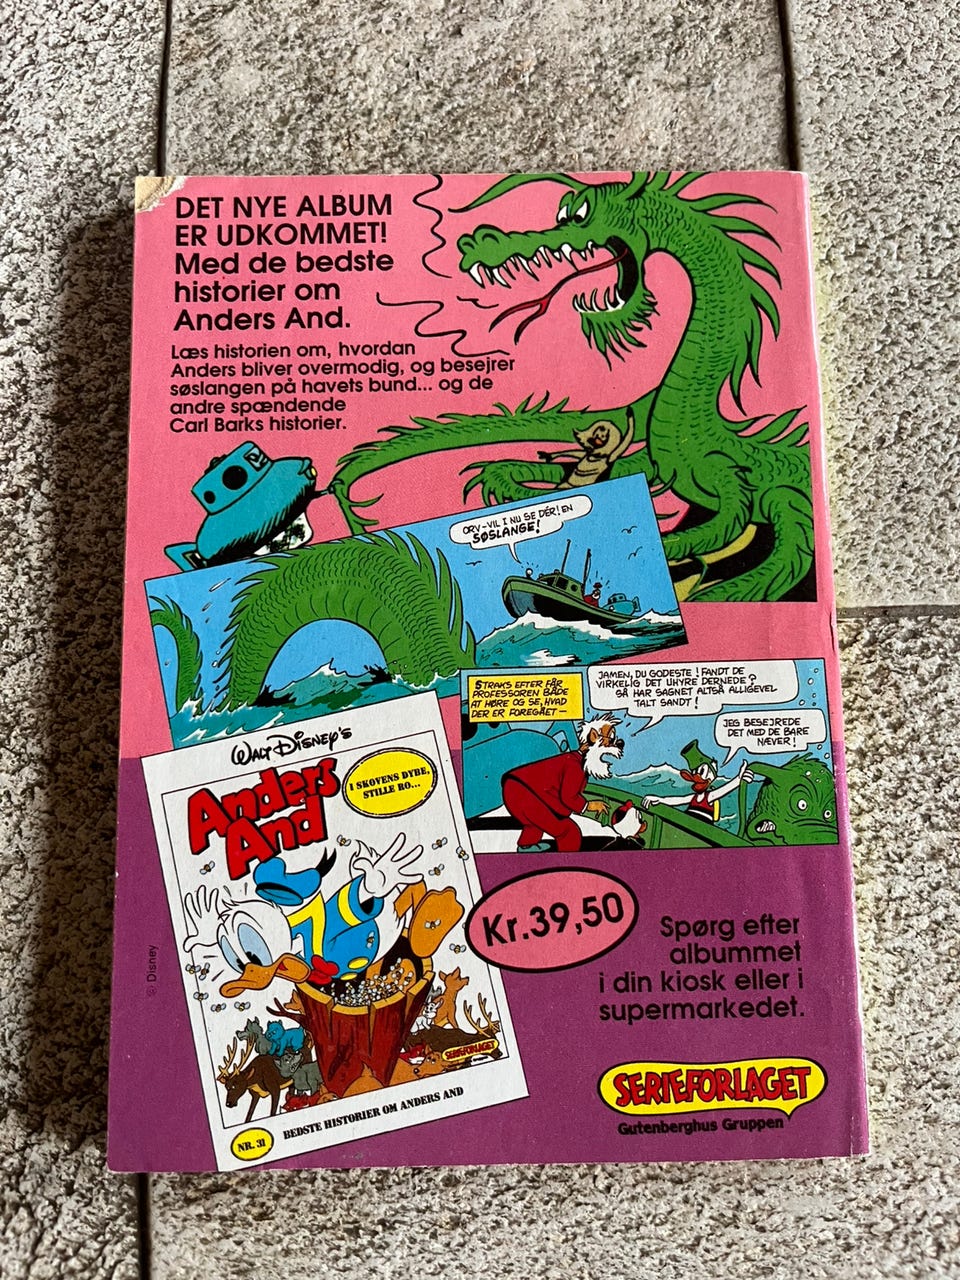 DET NYE ALBUM
ER UDKOMMET!
Med de bedste
historier om
Anders And.
Læs historien om, hvordan
Anders bliver overmodig, og besejrer
søslangen på havets bund... og de
andre spændende
Carl Barks historier.
ORV-VIL I NU SE DÉR! EN
SØSLANGE!
STRAKS EFTER FÅR
PROFESSOREN BÅDE
AT HØRE OG SE, HVAD
DER ER FOREGÅET –
JAMEN, DU GODESTE! FANDT DE
VIRKELIG DET UHYRE DERNEDE?
SÅ HAR SAGNET ALTSÅ ALLIGEVEL
TALT SANDT!
JEG BESEJREDE
DET MED DE BARE
NÆVER!
WALT DISNEY'S
Anders
And
I SKOVENS DYBE,
STILLE RO...
SERIEFORLAGET
NR. 31
BEDSTE HISTORIER OM ANDERS AND
© Disney
Kr. 39,50
Spørg efter
albummet
i din kiosk eller i
supermarkedet.
SERIEFORLAGET
Gutenberghus Gruppen